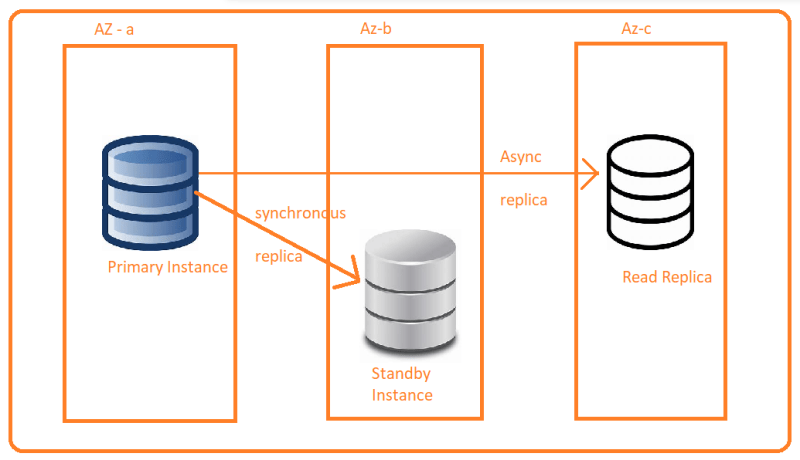 AZ - a
Az-b
Az-c
Async
replica
synchronous
replica
Primary Instance
Read Replica
Standby
Instance